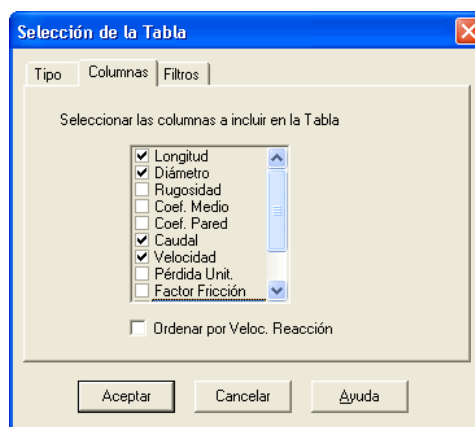 Selección de la Tabla
Tipo Columnas Filtros
Seleccionar las columnas a incluir en la Tabla
Longitud
Diámetro
Rugosidad
Coef. Medio
Coef. Pared
Caudal
Velocidad
Pérdida Unit.
Factor Fricción
Ordenar por Veloc. Reacción
Aceptar Cancelar Ayuda